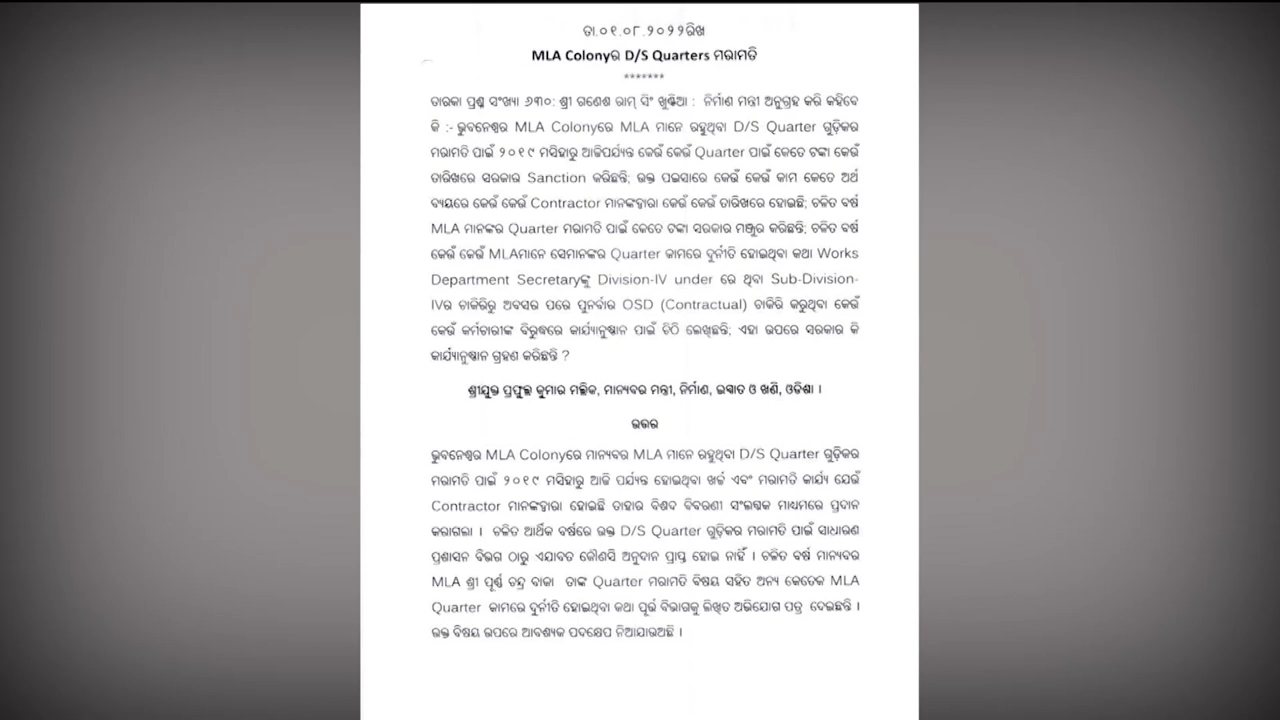 ତା.୦୧.୦୮.୨୦୨୨ରିଖ
MLA Colonyର D/S Quarters ମରାମତି
*******
ତାରକା ପ୍ରଶ୍ନ ସଂଖ୍ୟା ୬୩୦: ଶ୍ରୀ ଗଣେଶ ରାମ୍ ସିଂ ଖୁଣ୍ଟିଆ : ନିର୍ମାଣ ମନ୍ତ୍ରୀ ଅନୁଗ୍ରହ କରି କହିବେ
କି :- ଭୁବନେଶ୍ୱର MLA Colonyରେ MLA ମାନେ ରହୁଥିବା D/S Quarter ଗୁଡ଼ିକର
ମରାମତି ପାଇଁ ୨୦୧୯ ମସିହାରୁ ଆଜିପର୍ଯ୍ୟନ୍ତ କେଉଁ କେଉଁ Quarter ପାଇଁ କେତେ ଟଙ୍କା କେଉଁ
ତାରିଖରେ ସରକାର Sanction କରିଛନ୍ତି; ଉକ୍ତ ପଇସାରେ କେଉଁ କେଉଁ କାମ କେତେ ଅର୍ଥ
ବ୍ୟୟରେ କେଉଁ କେଉଁ Contractor ମାନଙ୍କଦ୍ୱାରା କେଉଁ କେଉଁ ତାରିଖରେ ହୋଇଛି; ଚଳିତ ବର୍ଷ
MLA ମାନଙ୍କର Quarter ମରାମତି ପାଇଁ କେତେ ଟଙ୍କା ସରକାର ମଞ୍ଜୁର କରିଛନ୍ତି; ଚଳିତ ବର୍ଷ
କେଉଁ କେଉଁ MLAମାନେ ସେମାନଙ୍କର Quarter କାମରେ ଦୁର୍ନୀତି ହୋଇଥିବା କଥା Works
Department Secretaryଙ୍କୁ Division-IV under ରେ ଥିବା Sub-Division-
IVର ଚାକିରିରୁ ଅବସର ପରେ ପୁନର୍ବାର OSD (Contractual) ଚାକିରି କରୁଥିବା କେଉଁ
କେଉଁ କର୍ମଚାରୀଙ୍କ ବିରୁଦ୍ଧରେ କାର୍ଯ୍ୟାନୁଷ୍ଠାନ ପାଇଁ ଚିଠି ଲେଖିଛନ୍ତି; ଏହା ଉପରେ ସରକାର କି
କାର୍ଯ୍ୟାନୁଷ୍ଠାନ ଗ୍ରହଣ କରିଛନ୍ତି ?
ଶ୍ରୀଯୁକ୍ତ ପ୍ରଫୁଲ୍ଲ କୁମାର ମଲ୍ଲିକ, ମାନ୍ୟବର ମନ୍ତ୍ରୀ, ନିର୍ମାଣ, ଇସ୍ପାତ ଓ ଖଣି, ଓଡିଶା ।
ଉତ୍ତର
ଭୁବନେଶ୍ୱର MLA Colonyରେ ମାନ୍ୟବର MLA ମାନେ ରହୁଥିବା D/S Quarter ଗୁଡ଼ିକର
ମରାମତି ପାଇଁ ୨୦୧୯ ମସିହାରୁ ଆଜି ପର୍ଯ୍ୟନ୍ତ ହୋଇଥିବା ଖର୍ଚ୍ଚ ଏବଂ ମରାମତି କାର୍ଯ୍ୟ ଯେଉଁ
Contractor ମାନଙ୍କଦ୍ୱାରା ହୋଇଛି ତାହାର ବିଶଦ ବିବରଣୀ ସଂଲଗ୍ନକ ମାଧ୍ୟମରେ ପ୍ରଦାନ
କରାଗଲା । ଚଳିତ ଆର୍ଥିକ ବର୍ଷରେ ଉକ୍ତ D/S Quarter ଗୁଡ଼ିକର ମରାମତି ପାଇଁ ସାଧାରଣ
ପ୍ରଶାସନ ବିଭାଗ ଠାରୁ ଏଯାବତ କୌଣସି ଅନୁଦାନ ପ୍ରାପ୍ତ ହୋଇ ନାହିଁ । ଚଳିତ ବର୍ଷ ମାନ୍ୟବର
MLA ଶ୍ରୀ ପୂର୍ଣ୍ଣ ଚନ୍ଦ୍ର ବାକା ତାଙ୍କ Quarter ମରାମତି ବିଷୟ ସହିତ ଅନ୍ୟ କେତେକ MLA
Quarter କାମରେ ଦୁର୍ନୀତି ହୋଇଥିବା କଥା ପୂର୍ତ୍ତ ବିଭାଗକୁ ଲିଖିତ ଅଭିଯୋଗ ପତ୍ର ଦେଇଛନ୍ତି ।
ଉକ୍ତ ବିଷୟ ଉପରେ ଆବଶ୍ୟକ ପଦକ୍ଷେପ ନିଆଯାଉଅଛି ।